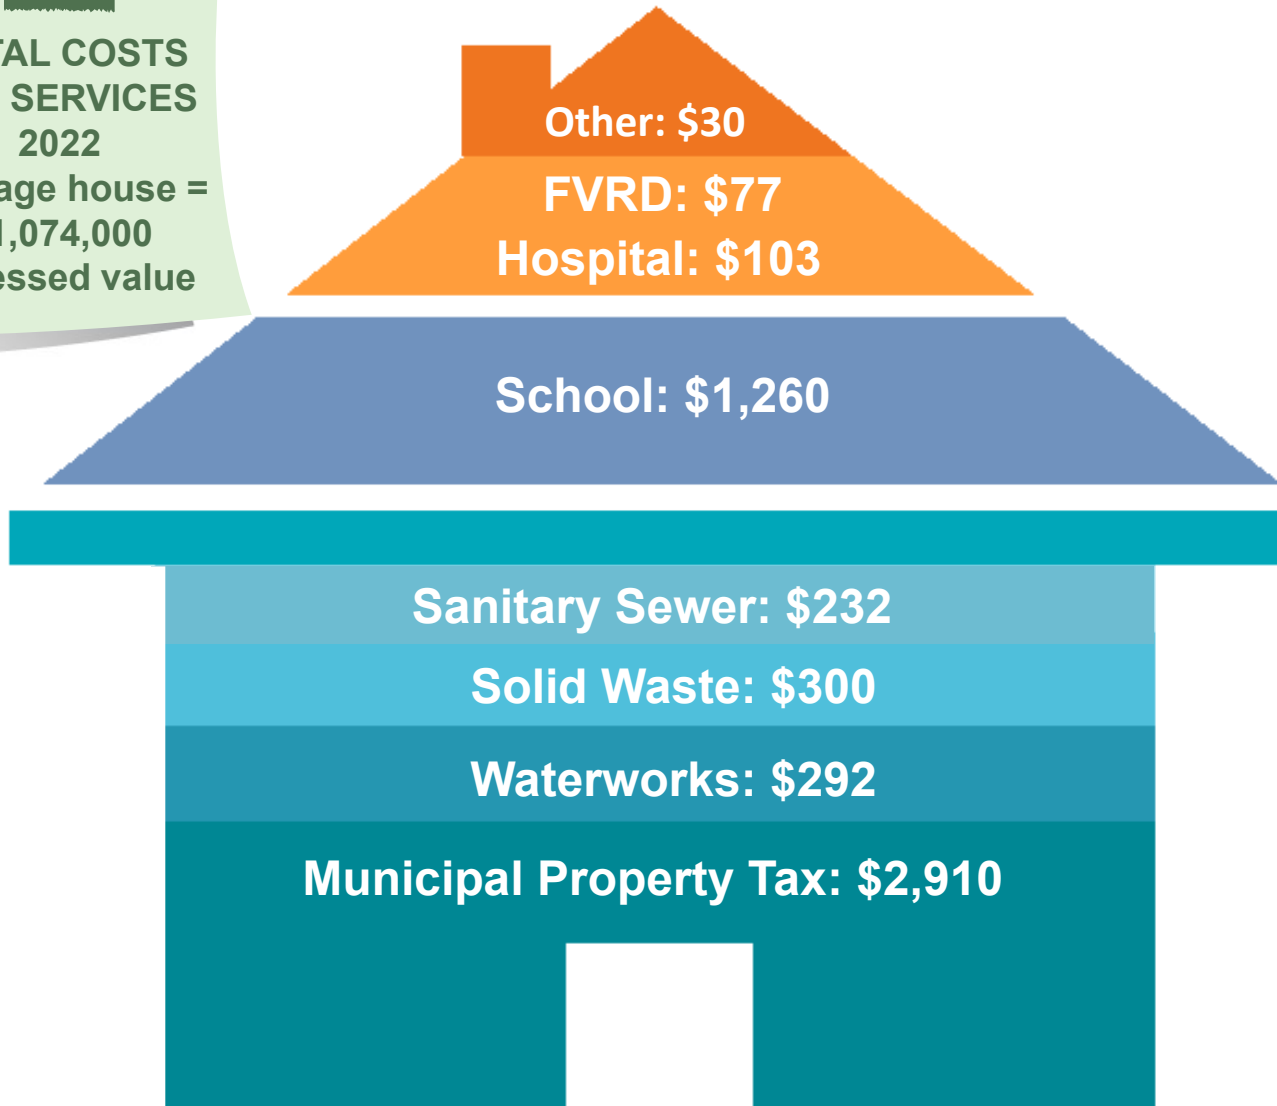 TAL COSTS
SERVICES
2022
age house =
1,074,000
essed value
Other: $30
FVRD: $77
Hospital: $103
School: $1,260
Sanitary Sewer: $232
Solid Waste: $300
Waterworks: $292
Municipal Property Tax: $2,910